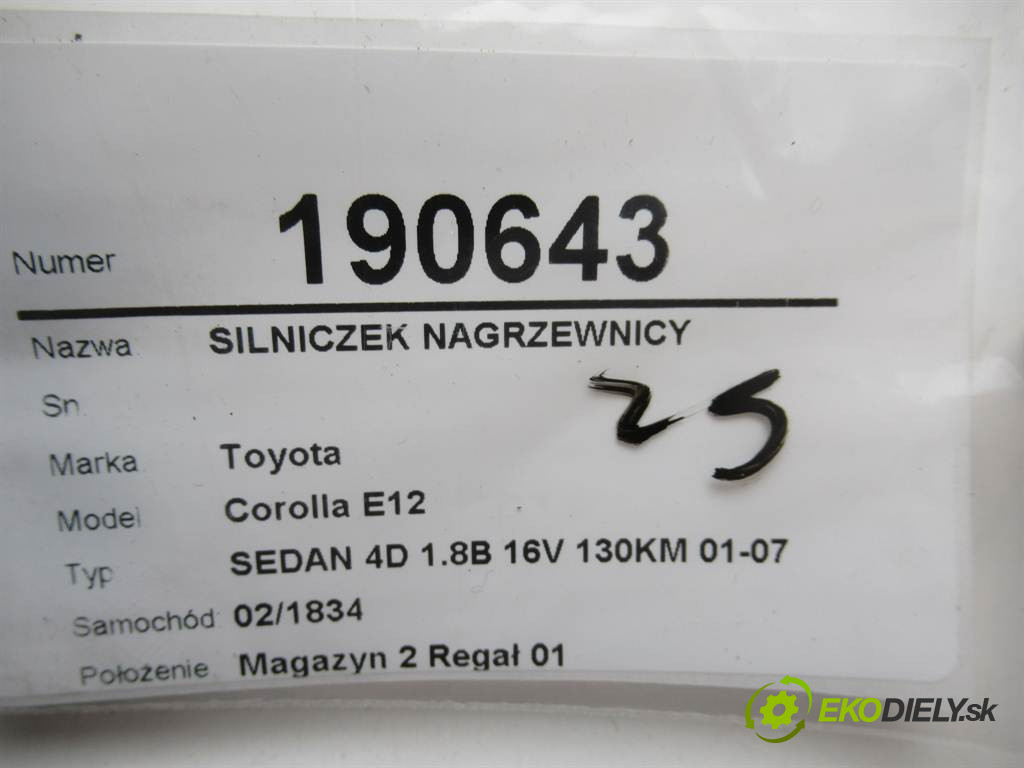 Numer 190643
Nazwa SILNICZEK NAGRZEWNICY
Sn
25
Marka Toyota
Model Corolla E12
Typ SEDAN 4D 1.8B 16V 130KM 01-07
Samochód 02/1834
Położenie Magazyn 2 Regał 01
EKODIELY.sk